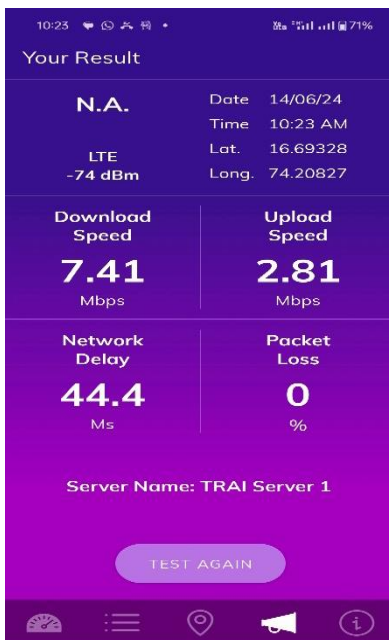 10:23 71%
Your Result
N.A.
LTE
-74 dBm
Date 14/06/24
Time 10:23 AM
Lat. 16.69328
Long. 74.20827
Download
Speed
7.41
Mbps
Upload
Speed
2.81
Mbps
Network
Delay
44.4
Ms
Packet
Loss
0
%
Server Name: TRAI Server 1
TEST AGAIN